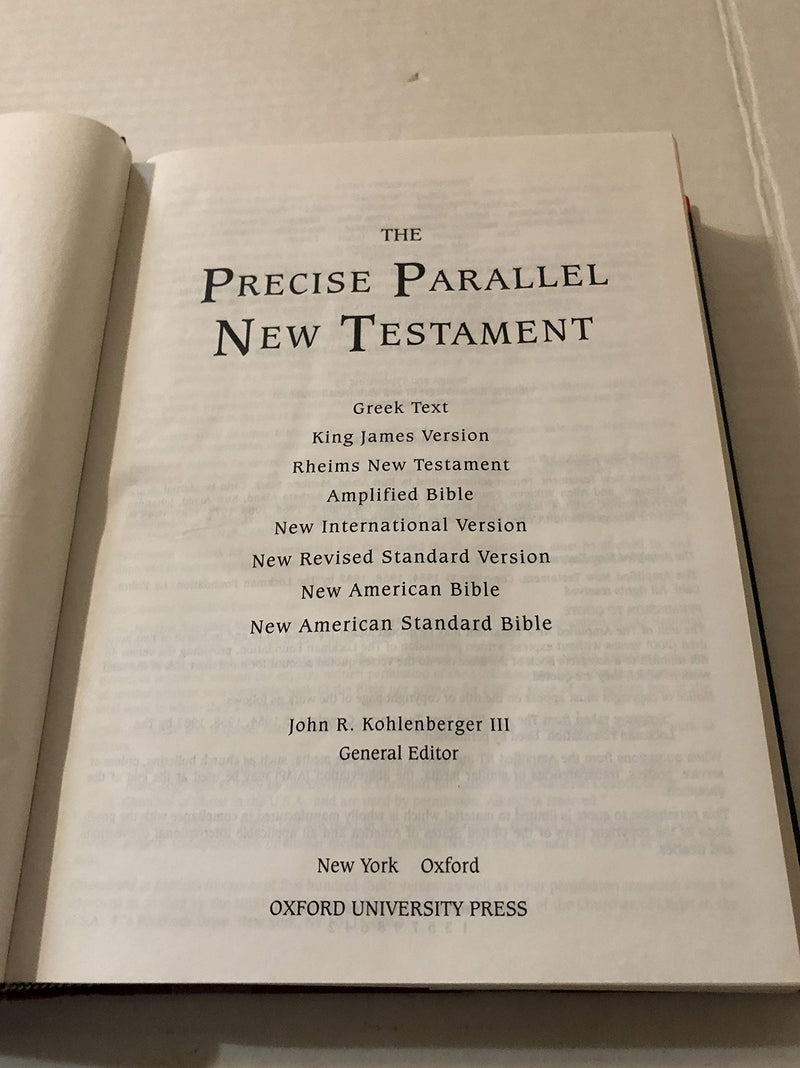 THE
PRECISE PARALLEL
NEW TESTAMENT
Greek Text
King James Version
Rheims New Testament
Amplified Bible
New International Version
New Revised Standard Version
New American Bible
New American Standard Bible
John R. Kohlenberger III
General Editor
New York Oxford
OXFORD UNIVERSITY PRESS